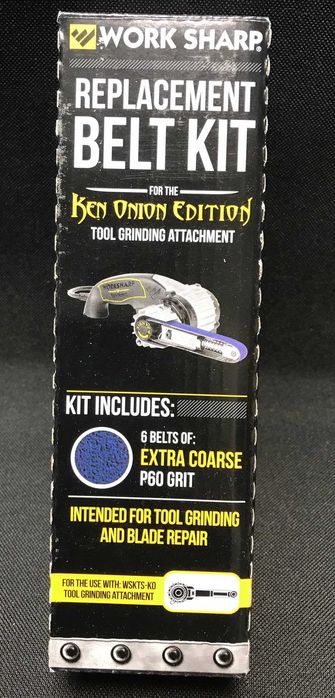 WORK SHARP®
REPLACEMENT
BELT KIT
FOR THE
KEN ONION EDITION
TOOL GRINDING ATTACHMENT
WORKSHARP
KIT INCLUDES:
6 BELTS OF:
EXTRA COARSE
P60 GRIT
INTENDED FOR TOOL GRINDING
AND BLADE REPAIR
FOR THE USE WITH: WSKTS-KO
TOOL GRINDING ATTACHMENT